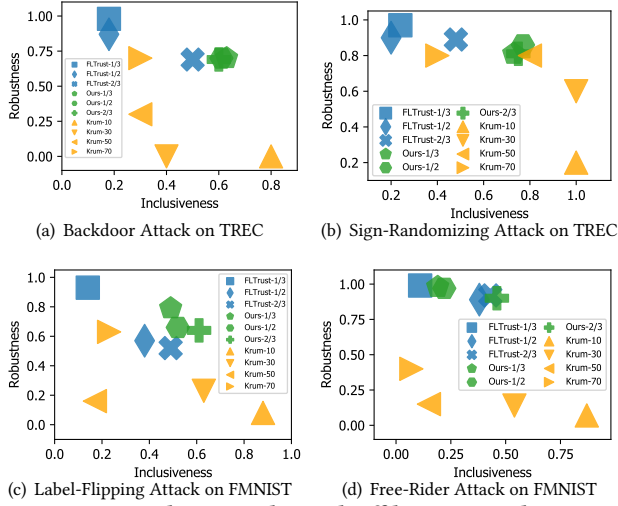 1.00
0.75
0.50
0.25
0.00
Robustness
FLTrust-1/3
FLTrust-1/2
FLTrust-2/3
Ours-1/3
Ours-1/2
Ours-2/3
Krum-10
Krum-30
Krum-50
Krum-70
0.0 0.2 0.4 0.6 0.8
Inclusiveness
(a) Backdoor Attack on TREC
1.0
0.8
0.6
0.4
0.2
Robustness
FLTrust-1/3
FLTrust-1/2
FLTrust-2/3
Ours-1/3
Ours-1/2
Ours-2/3
Krum-10
Krum-30
Krum-50
Krum-70
0.2 0.4 0.6 0.8 1.0
Inclusiveness
(b) Sign-Randomizing Attack on TREC
1.0
0.8
0.6
0.4
0.2
0.0
Robustness
FLTrust-1/3
FLTrust-1/2
FLTrust-2/3
Ours-1/3
Ours-1/2
Ours-2/3
Krum-10
Krum-30
Krum-50
Krum-70
0.0 0.2 0.4 0.6 0.8 1.0
Inclusiveness
(c) Label-Flipping Attack on FMNIST
1.00
0.75
0.50
0.25
0.00
Robustness
FLTrust-1/3
FLTrust-1/2
FLTrust-2/3
Ours-1/3
Ours-1/2
Ours-2/3
Krum-10
Krum-30
Krum-50
Krum-70
0.00 0.25 0.50 0.75
Inclusiveness
(d) Free-Rider Attack on FMNIST